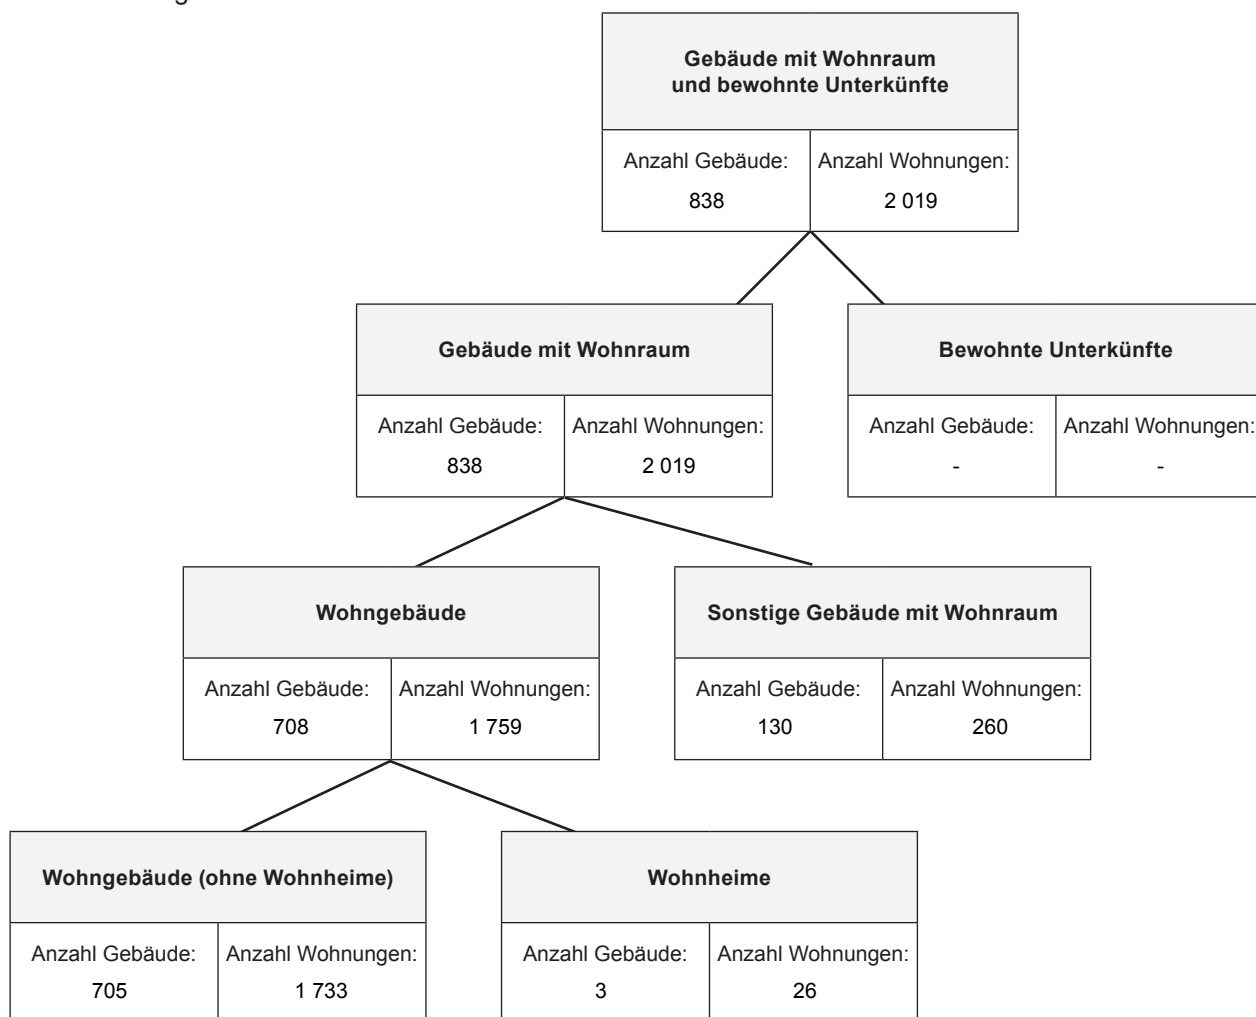 Gebäude mit Wohnraum
und bewohnte Unterkünfte
Anzahl Gebäude: Anzahl Wohnungen:
838 2 019
Gebäude mit Wohnraum Bewohnte Unterkünfte
Anzahl Gebäude: Anzahl Wohnungen: Anzahl Gebäude: Anzahl Wohnungen:
838 2 019 - -
Wohngebäude Sonstige Gebäude mit Wohnraum
Anzahl Gebäude: Anzahl Wohnungen: Anzahl Gebäude: Anzahl Wohnungen:
708 1 759 130 260
Wohngebäude (ohne Wohnheime) Wohnheime
Anzahl Gebäude: Anzahl Wohnungen: Anzahl Gebäude: Anzahl Wohnungen:
705 1 733 3 26